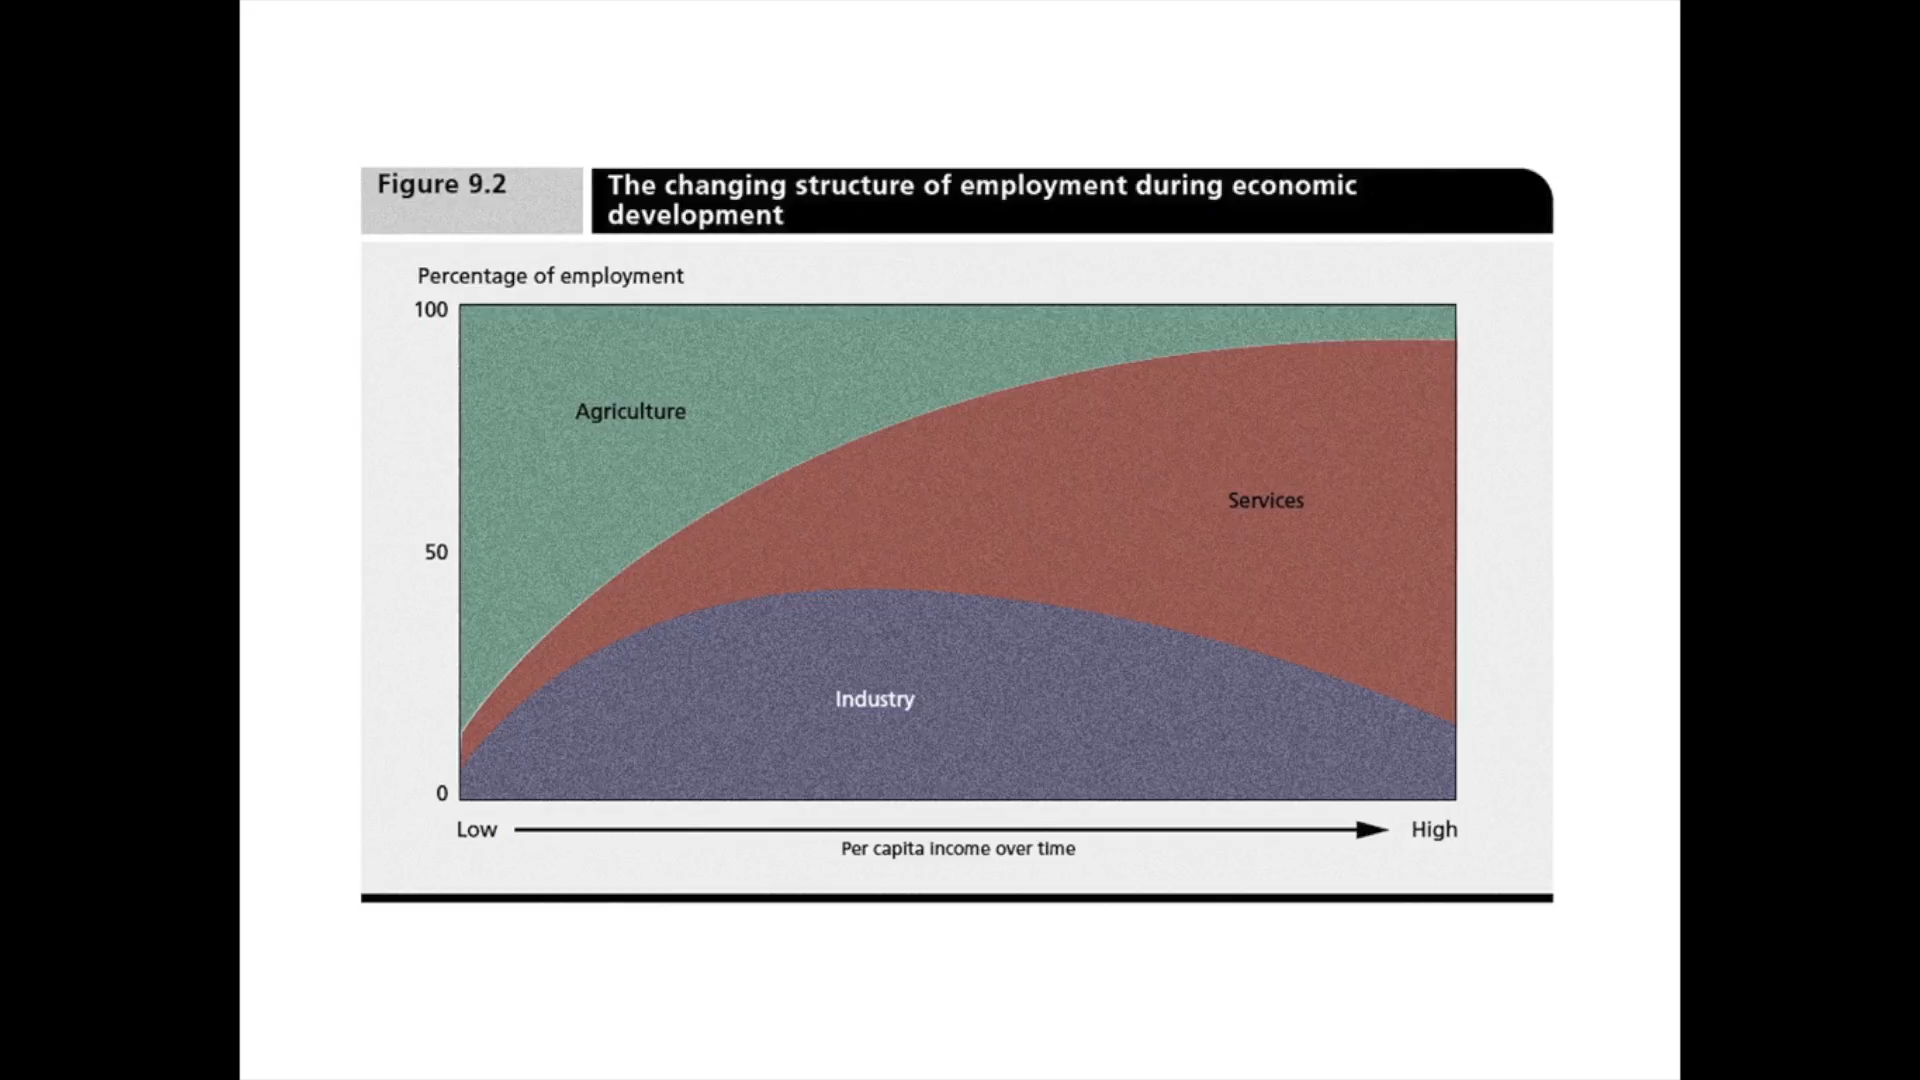 Figure 9.2
The changing structure of employment during economic
development
Percentage of employment
100
Agriculture
Services
50
Industry
0
Low
High
Per capita income over time